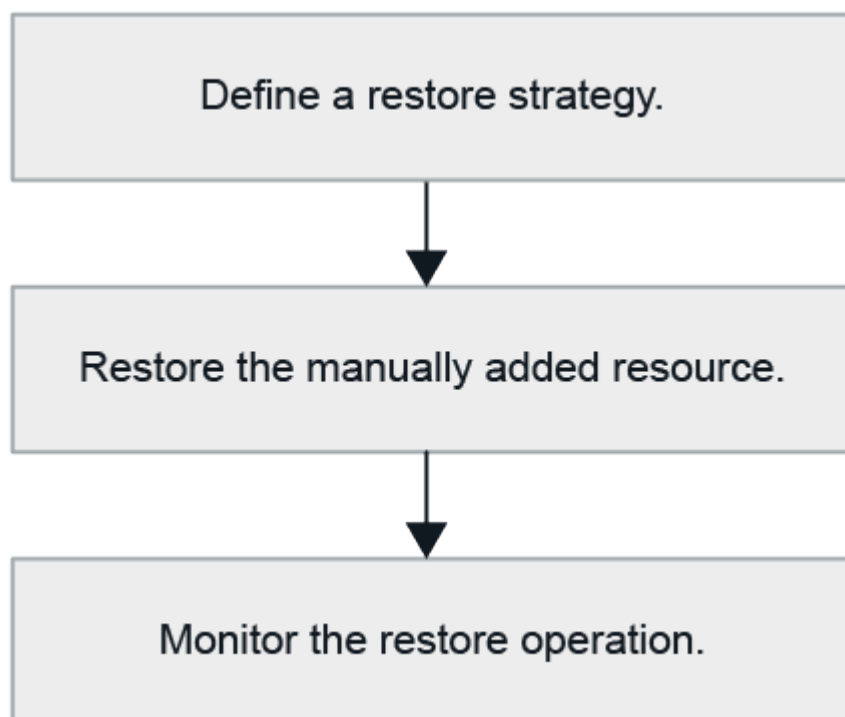 Define a restore strategy.
Restore the manually added resource.
Monitor the restore operation.